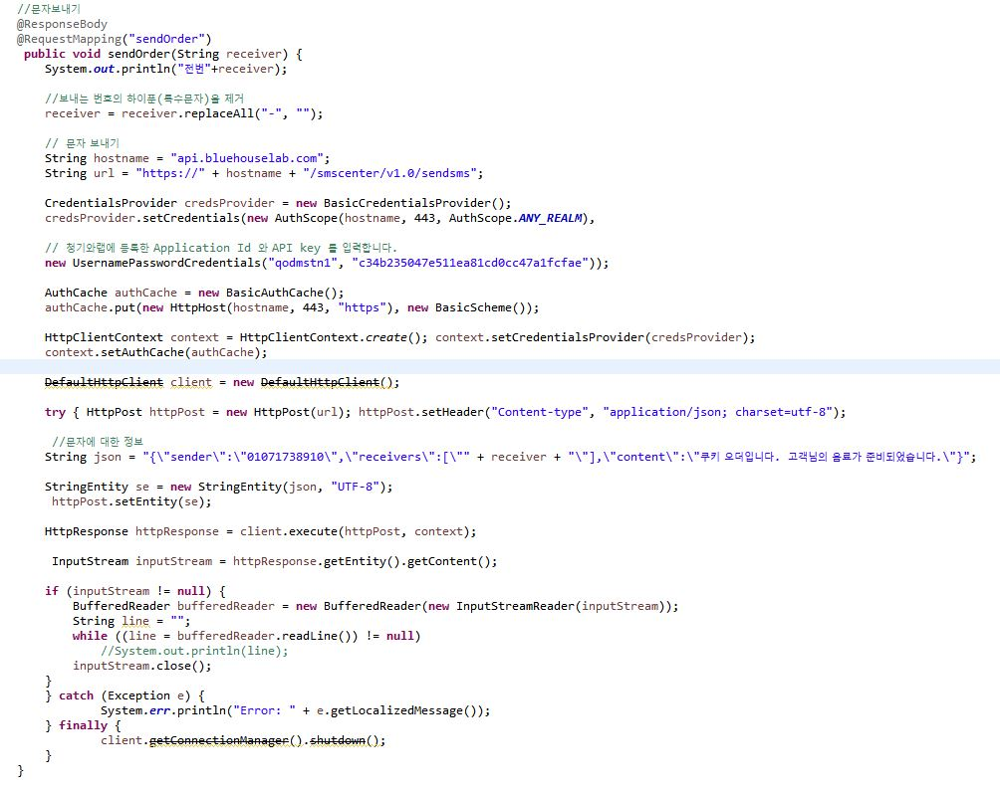 //문자보내기
@ResponseBody
@RequestMapping("sendOrder")
public void sendOrder(String receiver) {
System.out.println("전번"+receiver);
//보내는 번호의 하이푼(특수문자)을 제거
receiver = receiver.replaceAll("-", "");
// 문자 보내기
String hostname = "api.bluehouselab.com";
String url = "https://" + hostname + "/smscenter/v1.0/sendsms";
CredentialsProvider credsProvider = new BasicCredentialsProvider();
credsProvider.setCredentials(new AuthScope(hostname, 443, AuthScope.ANY_REALM),
// 청기와랩에 등록한 Application Id 와 API key 를 입력합니다.
new UsernamePasswordCredentials("qodmstn1", "c34b235047e511ea81cd0cc47a1fcfae"));
AuthCache authCache = new BasicAuthCache();
authCache.put(new HttpHost(hostname, 443, "https"), new BasicScheme());
HttpClientContext context = HttpClientContext.create(); context.setCredentialsProvider(credsProvider);
context.setAuthCache(authCache);
DefaultHttpClient client = new DefaultHttpClient();
try { HttpPost httpPost = new HttpPost(url); httpPost.setHeader("Content-type", "application/json; charset=utf-8");
//문자에 대한 정보
String json = "{\"sender\":\"01071738910\",\"receivers\":[\"" + receiver + "\"],\"content\":\"쿠키 오더입니다. 고객님의 음료가 준비되었습니다.\"}";
StringEntity se = new StringEntity(json, "UTF-8");
httpPost.setEntity(se);
HttpResponse httpResponse = client.execute(httpPost, context);
InputStream inputStream = httpResponse.getEntity().getContent();
if (inputStream != null) {
BufferedReader bufferedReader = new BufferedReader(new InputStreamReader(inputStream));
String line = "";
while ((line = bufferedReader.readLine()) != null)
//System.out.println(line);
inputStream.close();
}
} catch (Exception e) {
System.err.println("Error: " + e.getLocalizedMessage());
} finally {
client.getConnectionManager().shutdown();
}
}